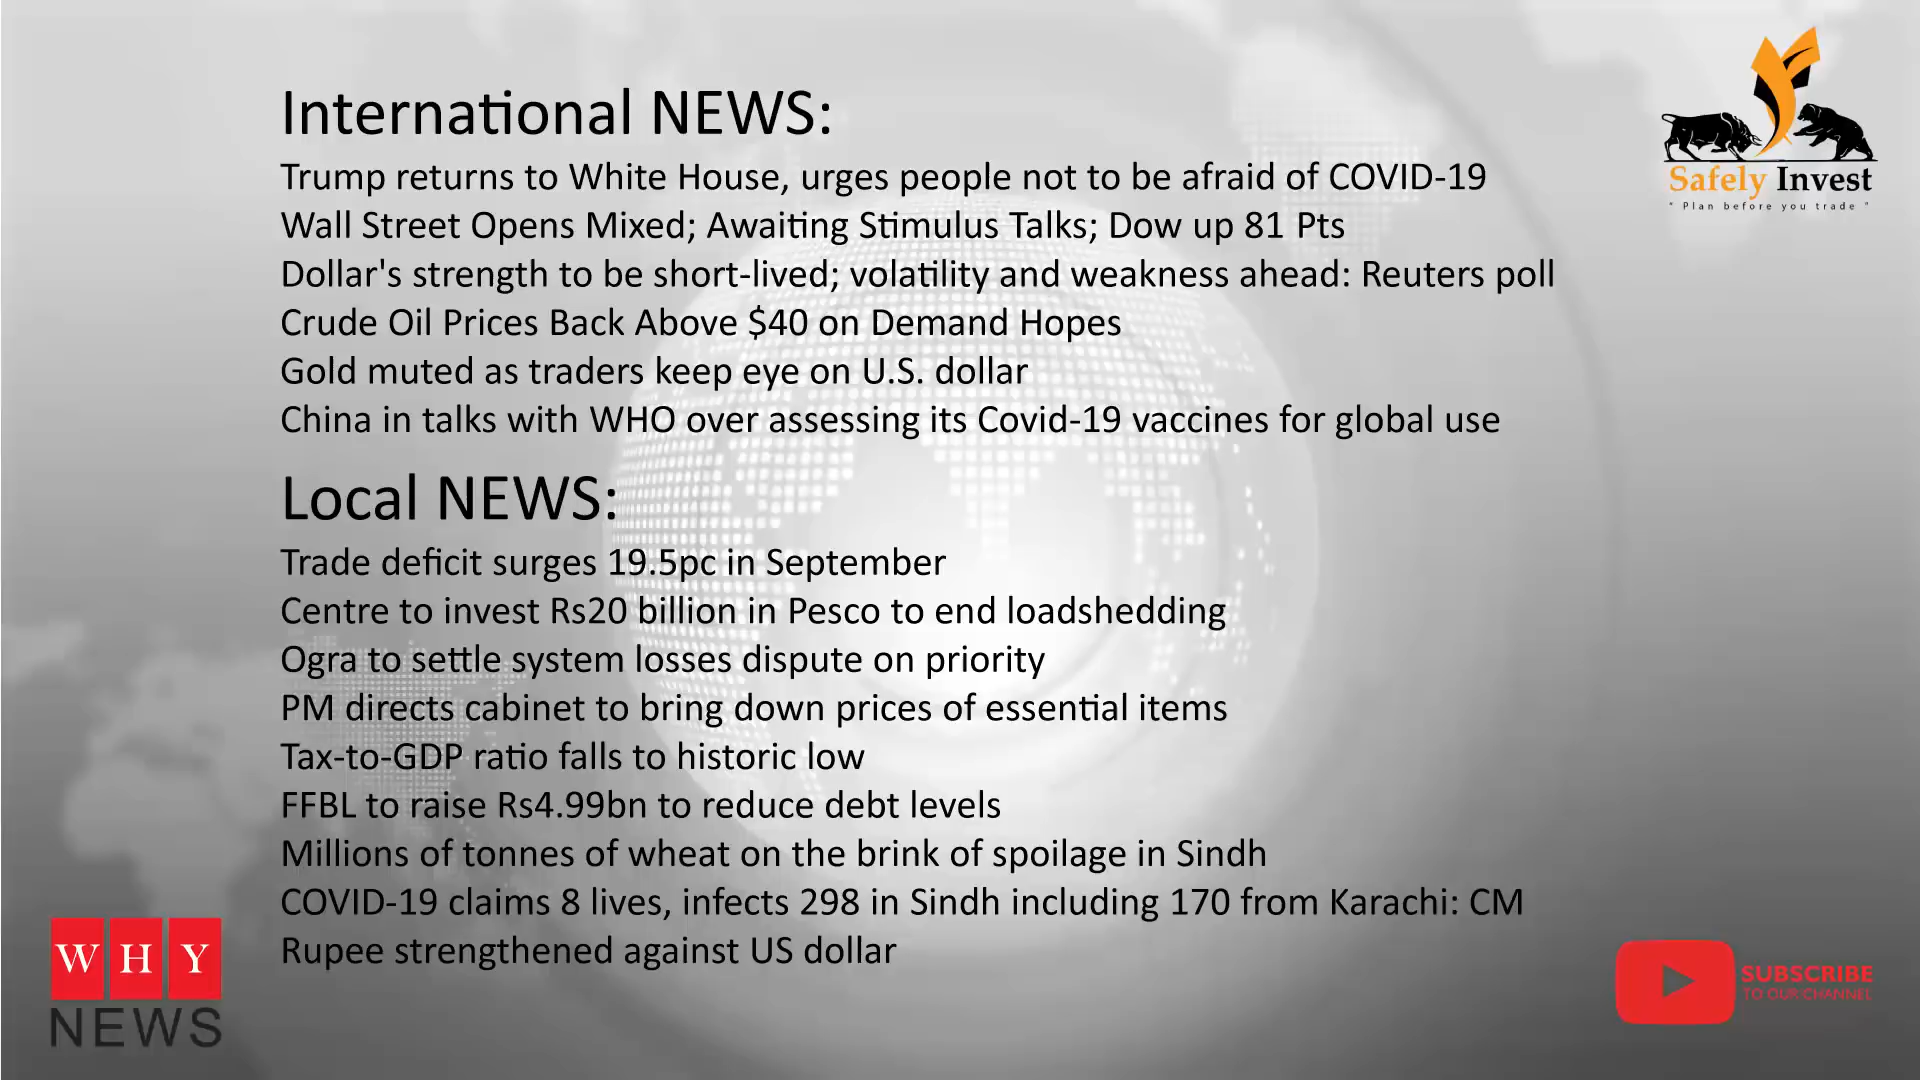 International NEWS:
Trump returns to White House, urges people not to be afraid of COVID-19
Wall Street Opens Mixed; Awaiting Stimulus Talks; Dow up 81 Pts
Dollar's strength to be short-lived; volatility and weakness ahead: Reuters poll
Crude Oil Prices Back Above $40 on Demand Hopes
Gold muted as traders keep eye on U.S. dollar
China in talks with WHO over assessing its Covid-19 vaccines for global use
Safely Invest
" Plan before you trade "
Local NEWS:
Trade deficit surges 19.5pc in September
Centre to invest Rs20 billion in Pesco to end loadshedding
Ogra to settle system losses dispute on priority
PM directs cabinet to bring down prices of essential items
Tax-to-GDP ratio falls to historic low
FFBL to raise Rs4.99bn to reduce debt levels
Millions of tonnes of wheat on the brink of spoilage in Sindh
COVID-19 claims 8 lives, infects 298 in Sindh including 170 from Karachi: CM
Rupee strengthened against US dollar
WHY
NEWS
SUBSCRIBE
TO OUR CHANNEL